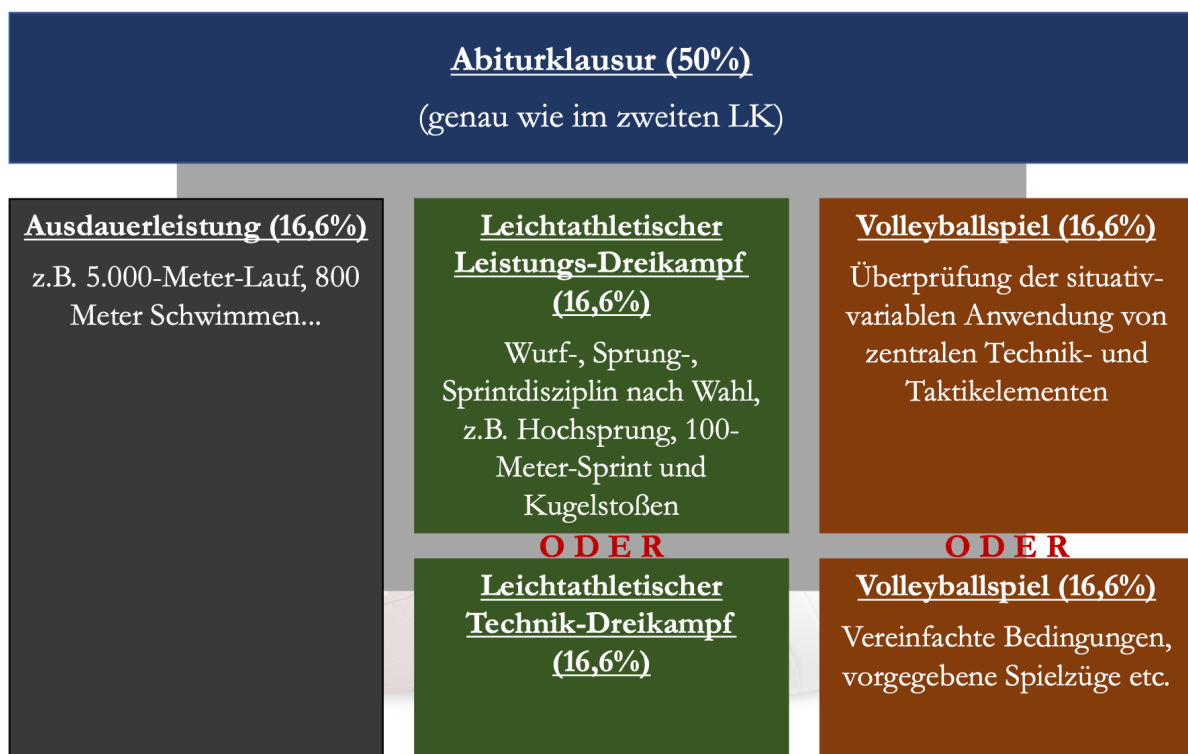 Abiturklausur (50%)
(genau wie im zweiten LK)
Ausdauerleistung (16,6%)
z.B. 5.000-Meter-Lauf, 800
Meter Schwimmen...
Leichtathletischer
Leistungs-Dreikampf
(16,6%)
Wurf-, Sprung-,
Sprintdisziplin nach Wahl,
z.B. Hochsprung, 100-
Meter-Sprint und
Kugelstoßen
O D E R
Leichtathletischer
Technik-Dreikampf
(16,6%)
Volleyballspiel (16,6%)
Überprüfung der situativ-
variablen Anwendung von
zentralen Technik- und
Taktikelementen
O D E R
Volleyballspiel (16,6%)
Vereinfachte Bedingungen,
vorgegebene Spielzüge etc.